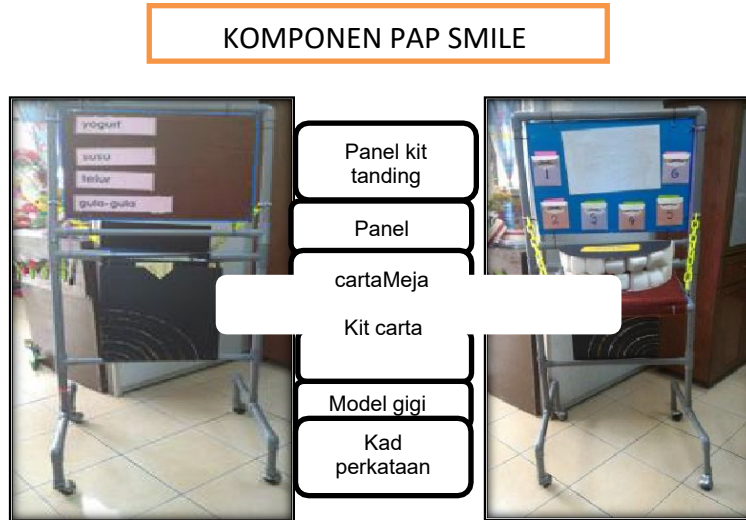 KOMPONEN PAP SMILE
yogurt
susu
telur
gula-gula
Panel kit
tanding
Panel
cartaMeja
Kit carta
Model gigi
Kad
perkataan
1
6
2
3
4
5